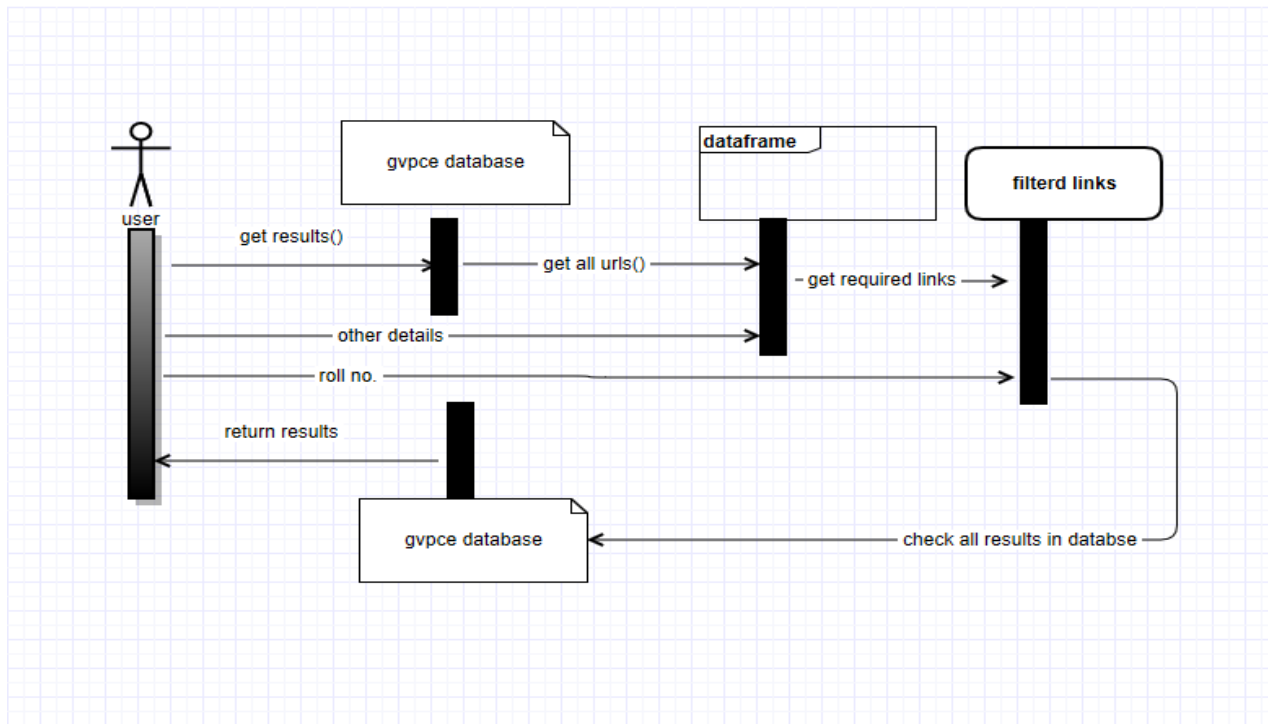 gvpce database
dataframe
filterd links
user
get results()
get all urls()
get required links
other details
roll no.
return results
gvpce database
check all results in databse